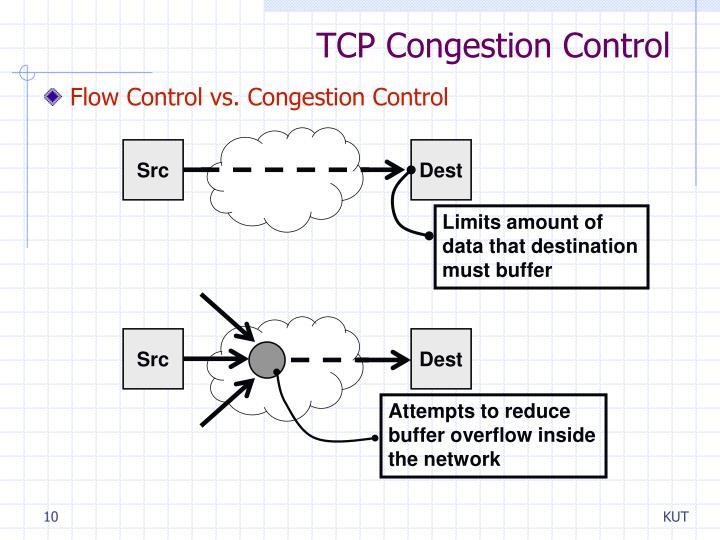 TCP Congestion Control
Flow Control vs. Congestion Control
Src
Dest
Limits amount of
data that destination
must buffer
Src
Dest
Attempts to reduce
buffer overflow inside
the network
10
KUT